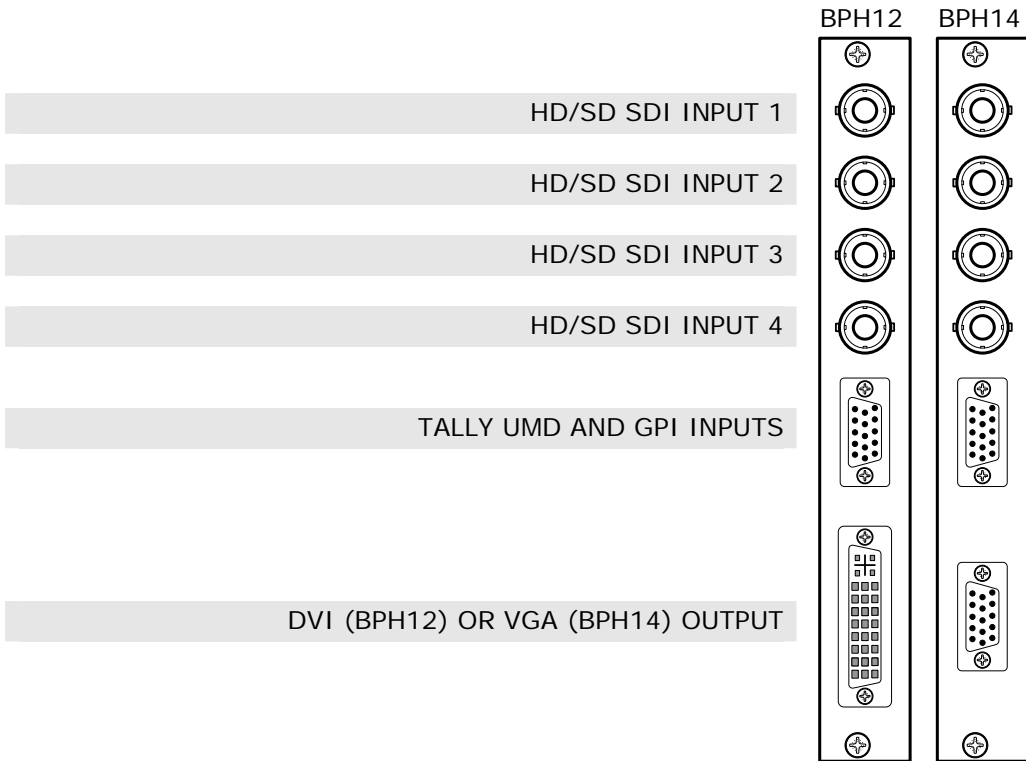 BPH12 BPH14
HD/SD SDI INPUT 1
HD/SD SDI INPUT 2
HD/SD SDI INPUT 3
HD/SD SDI INPUT 4
TALLY UMD AND GPI INPUTS
DVI (BPH12) OR VGA (BPH14) OUTPUT